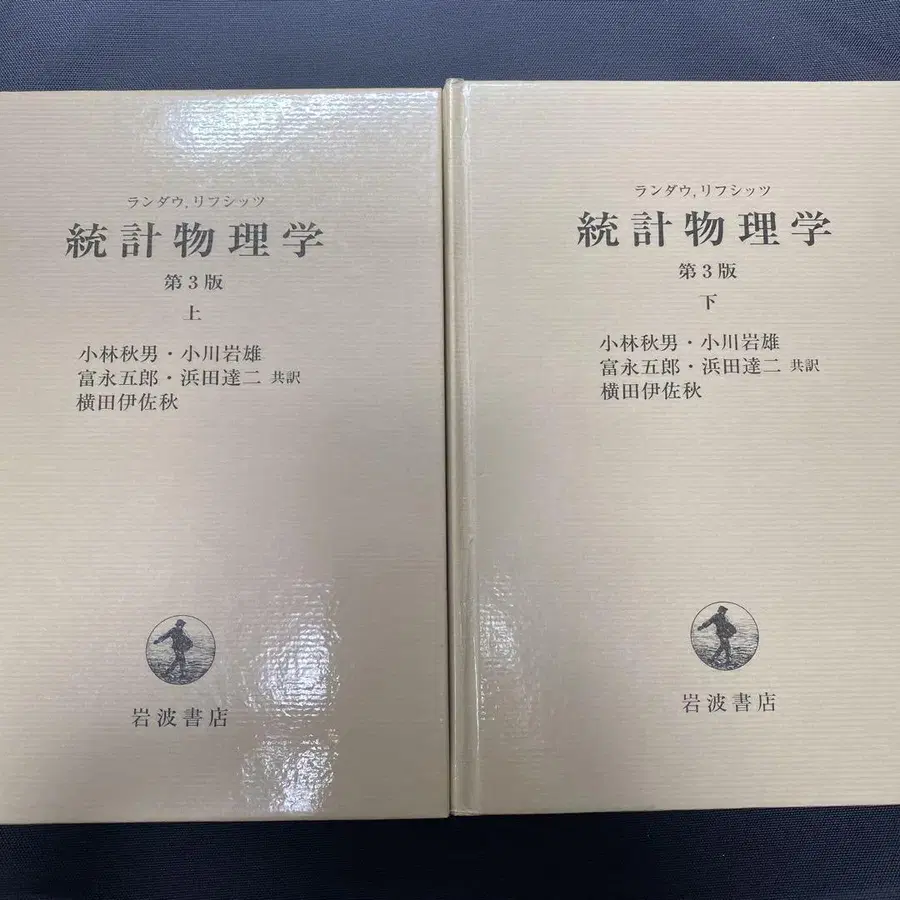 ランダウ, リフシッツ
統計物理学
第3版
上
小林秋男・小川岩雄
富永五郎・浜田達二 共訳
横田伊佐秋
岩波書店
ランダウ, リフシッツ
統計物理学
第3版
下
小林秋男・小川岩雄
富永五郎・浜田達二 共訳
横田伊佐秋
岩波書店